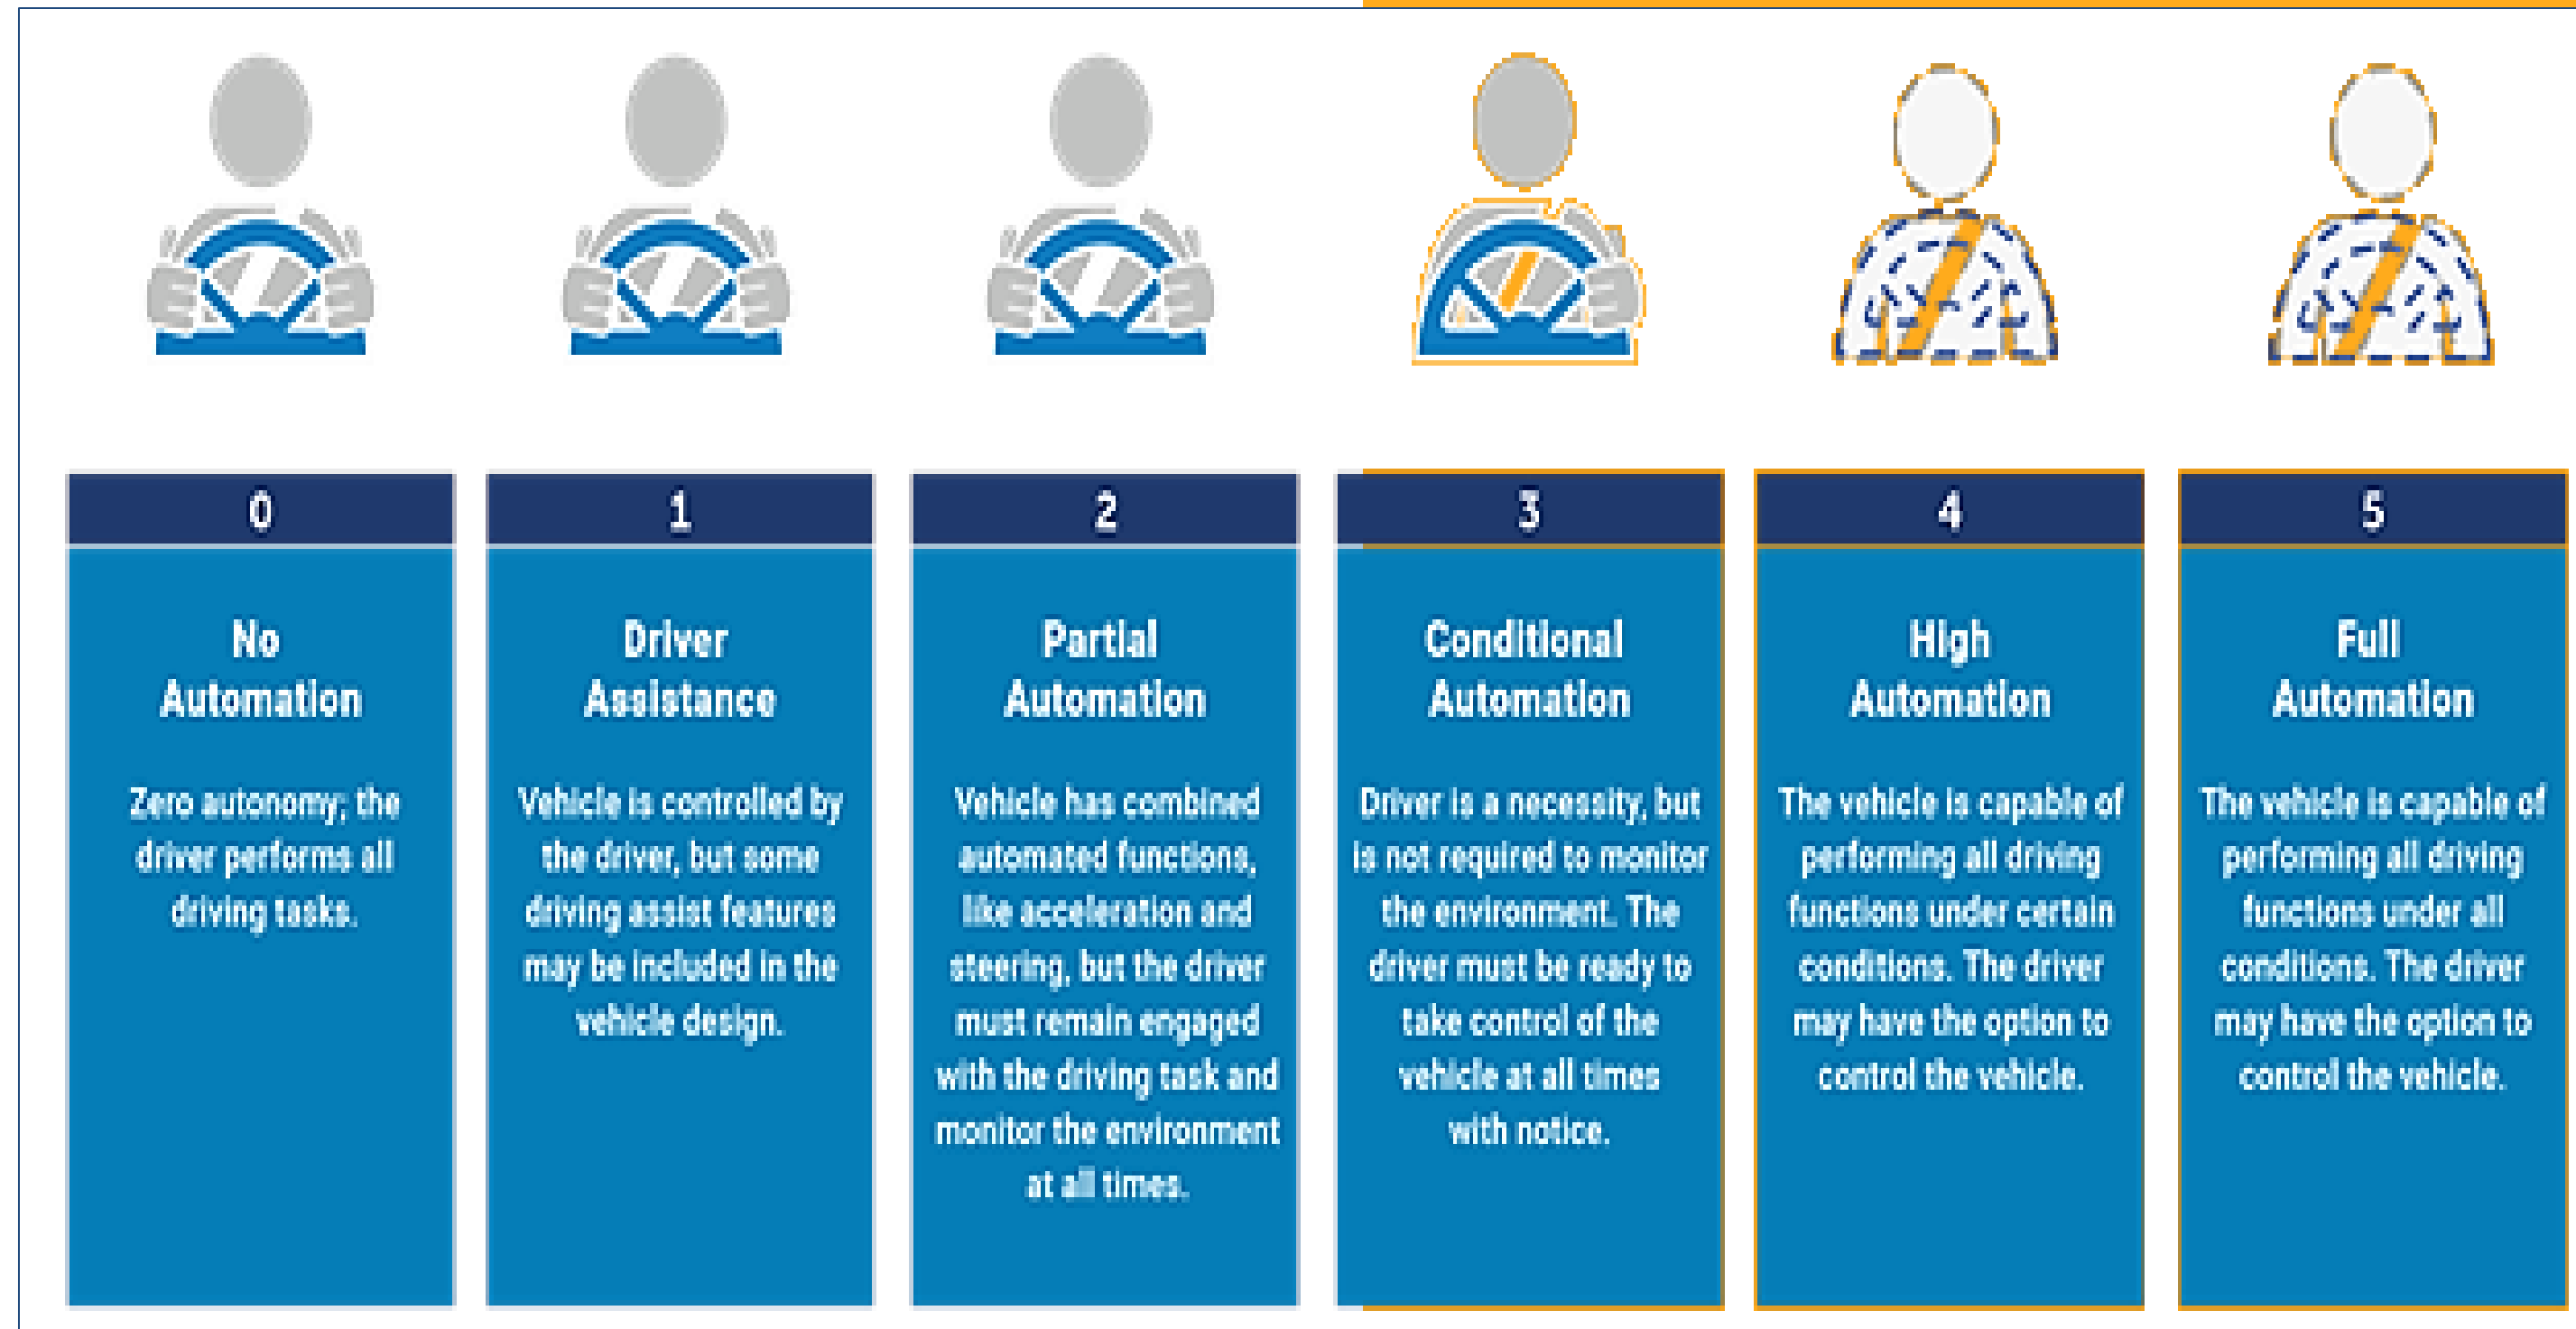 0
No
Automation
Zero autonomy; the
driver performs all
driving tasks.
1
Driver
Assistance
Vehicle is controlled by
the driver, but some
driving assist features
may be included in the
vehicle design.
2
Partial
Automation
Vehicle has combined
automated functions,
like acceleration and
steering, but the driver
must remain engaged
with the driving task and
monitor the environment
at all times.
3
Conditional
Automation
Driver is a necessity, but
is not required to monitor
the environment. The
driver must be ready to
take control of the
vehicle at all times
with notice.
4
High
Automation
The vehicle is capable of
performing all driving
functions under certain
conditions. The driver
may have the option to
control the vehicle.
5
Full
Automation
The vehicle is capable of
performing all driving
functions under all
conditions. The driver
may have the option to
control the vehicle.